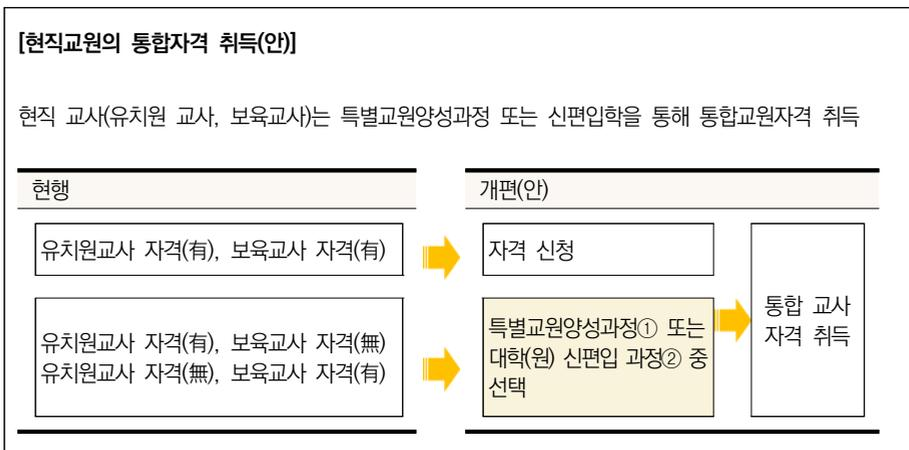 [현직교원의 통합자격 취득(안)]
현직 교사(유치원 교사, 보육교사)는 특별교원양성과정 또는 신편입학을 통해 통합교원자격 취득
현행
개편(안)
유치원교사 자격(有), 보육교사 자격(有)
자격 신청
유치원교사 자격(有), 보육교사 자격(無)
유치원교사 자격(無), 보육교사 자격(有)
특별교원양성과정① 또는
대학(원) 신편입 과정② 중
선택
통합 교사
자격 취득